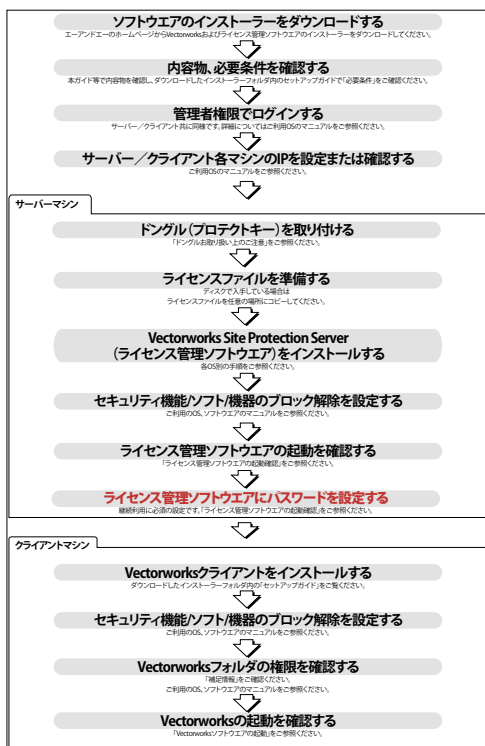 ソフトウエアのインストーラーをダウンロードする
エーアンドエーのホームページからVectorworksおよびライセンス管理ソフトウエアのインストーラーをダウンロードしてください。
内容物、必要条件を確認する
本ガイド等で内容物を確認し、ダウンロードしたインストーラーフォルダ内のセットアップガイドで「必要条件」をご確認ください。
管理者権限でログインする
サーバー／クライアント共に同様です。詳細についてはご利用OSのマニュアルをご参照ください。
サーバー／クライアント各マシンのIPを設定または確認する
ご利用OSのマニュアルをご参照ください。
サーバーマシン
ドングル（プロテクトキー）を取り付ける
「ドングルお取り扱い上のご注意」をご参照ください。
ライセンスファイルを準備する
ディスクで入手している場合は
ライセンスファイルを任意の場所にコピーしてください。
Vectorworks Site Protection Server
（ライセンス管理ソフトウエア）をインストールする
各OS別の手順をご参照ください。
セキュリティ機能/ソフト/機器のブロック解除を設定する
ご利用のOS、ソフトウエアのマニュアルをご参照ください。
ライセンス管理ソフトウエアの起動を確認する
「ライセンス管理ソフトウエアの起動確認」をご参照ください。
ライセンス管理ソフトウエアにパスワードを設定する
継続利用に必須の設定です。「ライセンス管理ソフトウエアの起動確認」をご参照ください。
クライアントマシン
Vectorworksクライアントをインストールする
ダウンロードしたインストーラーフォルダ内の「セットアップガイド」をご覧ください。
セキュリティ機能/ソフト/機器のブロック解除を設定する
ご利用のOS、ソフトウエアのマニュアルをご参照ください。
Vectorworksフォルダの権限を確認する
「補足情報」をご確認ください。
ご利用のOS、ソフトウエアのマニュアルをご参照ください。
Vectorworksの起動を確認する
「Vectorworksソフトウエアの起動」をご参照ください。